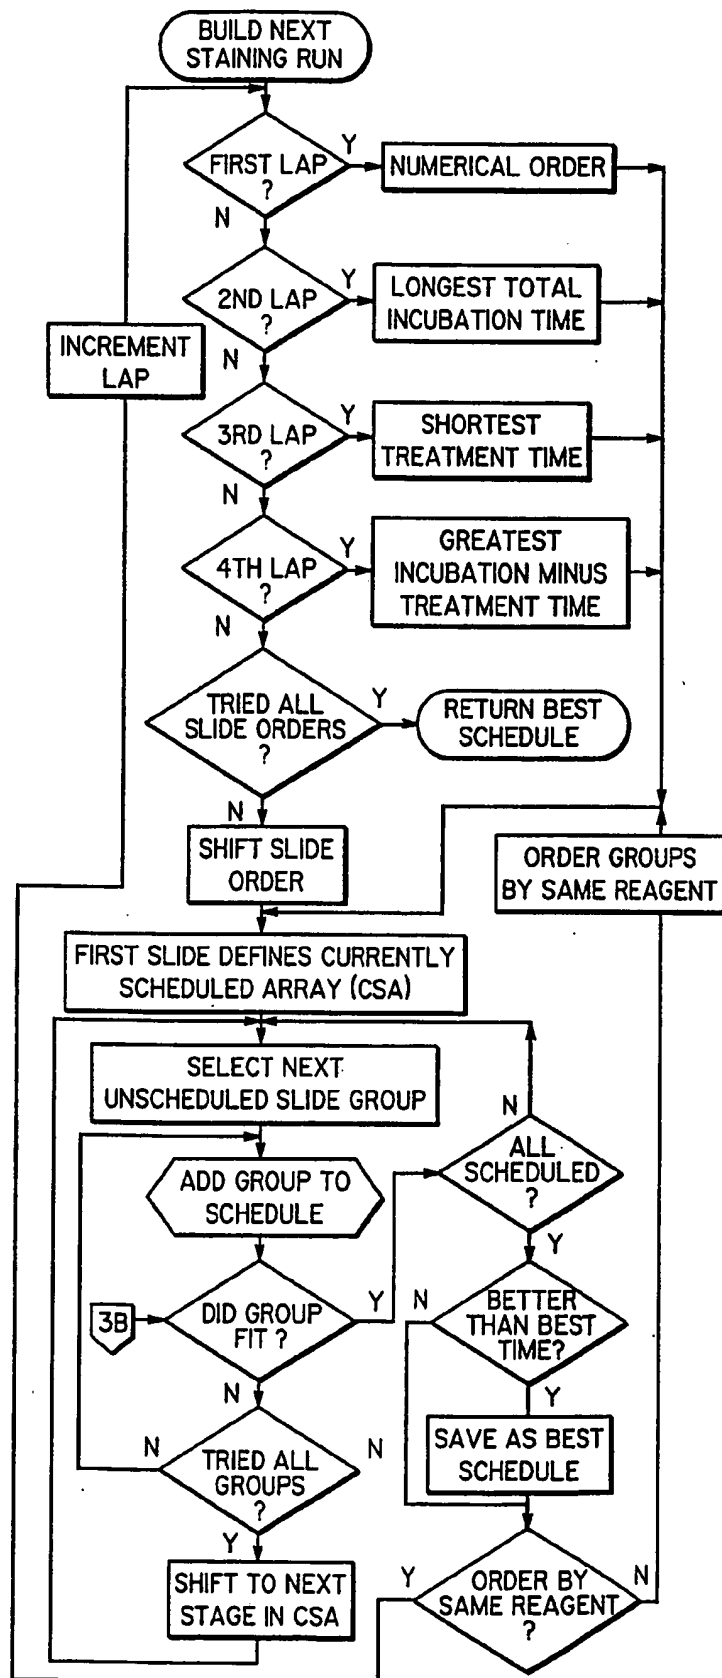 BUILD NEXT
STAINING RUN
FIRST LAP
?
Y
N
NUMERICAL ORDER
2ND LAP
?
Y
N
LONGEST TOTAL
INCUBATION TIME
INCREMENT
LAP
3RD LAP
?
Y
N
SHORTEST
TREATMENT TIME
4TH LAP
?
Y
N
GREATEST
INCUBATION MINUS
TREATMENT TIME
TRIED ALL
SLIDE ORDERS
?
Y
N
RETURN BEST
SCHEDULE
SHIFT SLIDE
ORDER
ORDER GROUPS
BY SAME REAGENT
FIRST SLIDE DEFINES CURRENTLY
SCHEDULED ARRAY (CSA)
SELECT NEXT
UNSCHEDULED SLIDE GROUP
N
ALL
SCHEDULED
?
Y
ADD GROUP TO
SCHEDULE
3B
DID GROUP
FIT ?
Y
N
N
BETTER
THAN BEST
TIME?
Y
N
TRIED ALL
GROUPS
?
N
Y
SAVE AS BEST
SCHEDULE
SHIFT TO NEXT
STAGE IN CSA
Y
ORDER BY
SAME REAGENT
?
N